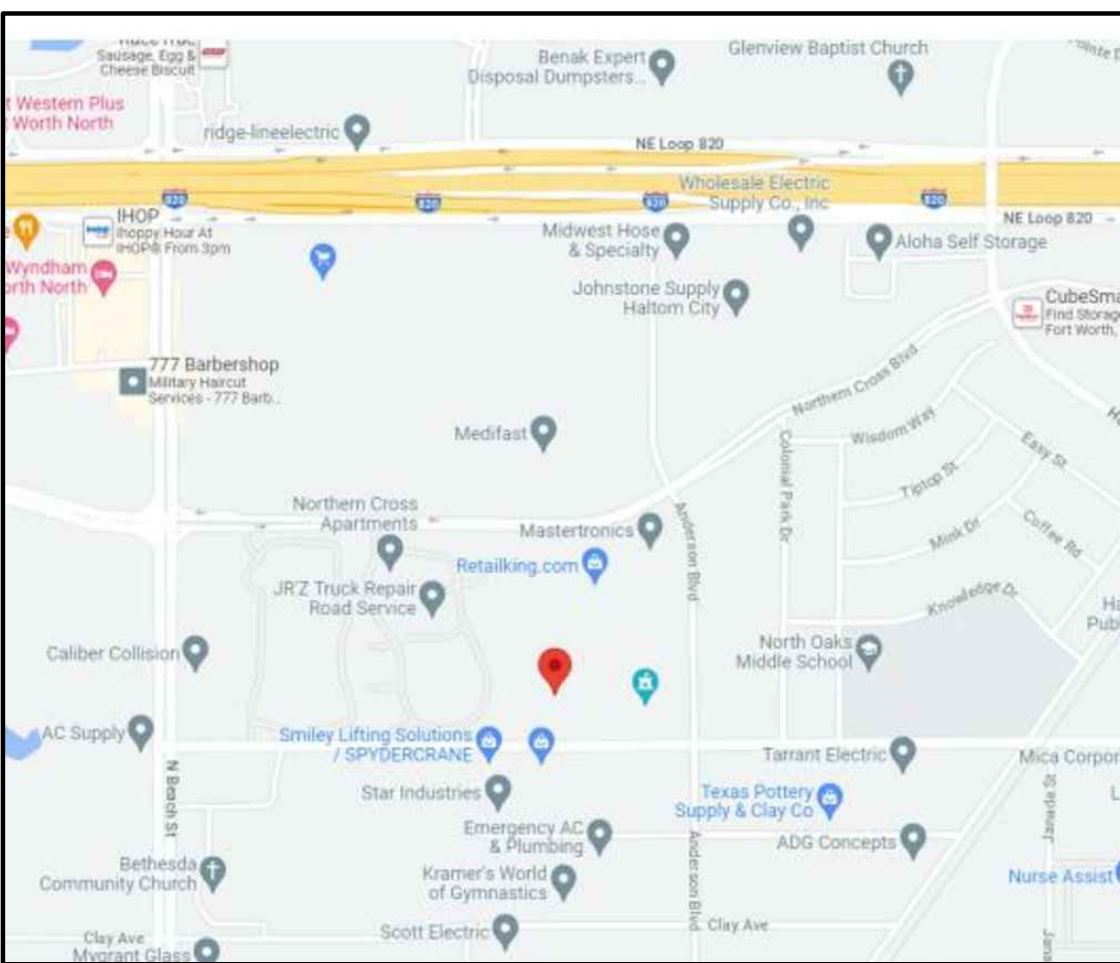 Sausage, Egg &
Cheese Biscuit
Benak Expert
Disposal Dumpsters...
Glenview Baptist Church
Western Plus
Worth North
ridge-lineelectric
NE Loop 820
820
820
820
820
Wholesale Electric
Supply Co., Inc
NE Loop 820
IHOP
Ihoppy Hour At
IHOP® From 3pm
Midwest Hose
& Specialty
Aloha Self Storage
Wyndham
North
Johnstone Supply
Haltom City
CubeSma
Find Storage
Fort Worth,
777 Barbershop
Military Haircut
Services - 777 Barb...
Northern Cross Blvd
Medifast
Colonial Park Dr
Wisdom Way
Easy St
Tiptop St
Northern Cross
Apartments
Mastertronics
Anderson Blvd
Mink Dr
Coffee Rd
Retailking.com
JR'Z Truck Repair
Road Service
Knowledge Dr
North Oaks
Middle School
Caliber Collision
AC Supply
Smiley Lifting Solutions
/ SPYDERCRANE
Tarrant Electric
Mica Corpor
N Beach St
Star Industries
Texas Pottery
Supply & Clay Co
Janada St
Emergency AC
& Plumbing
ADG Concepts
Anderson Blvd
Bethesda
Community Church
Kramer's World
of Gymnastics
Nurse Assist
Clay Ave
Scott Electric
Clay Ave
Mygrant Glass